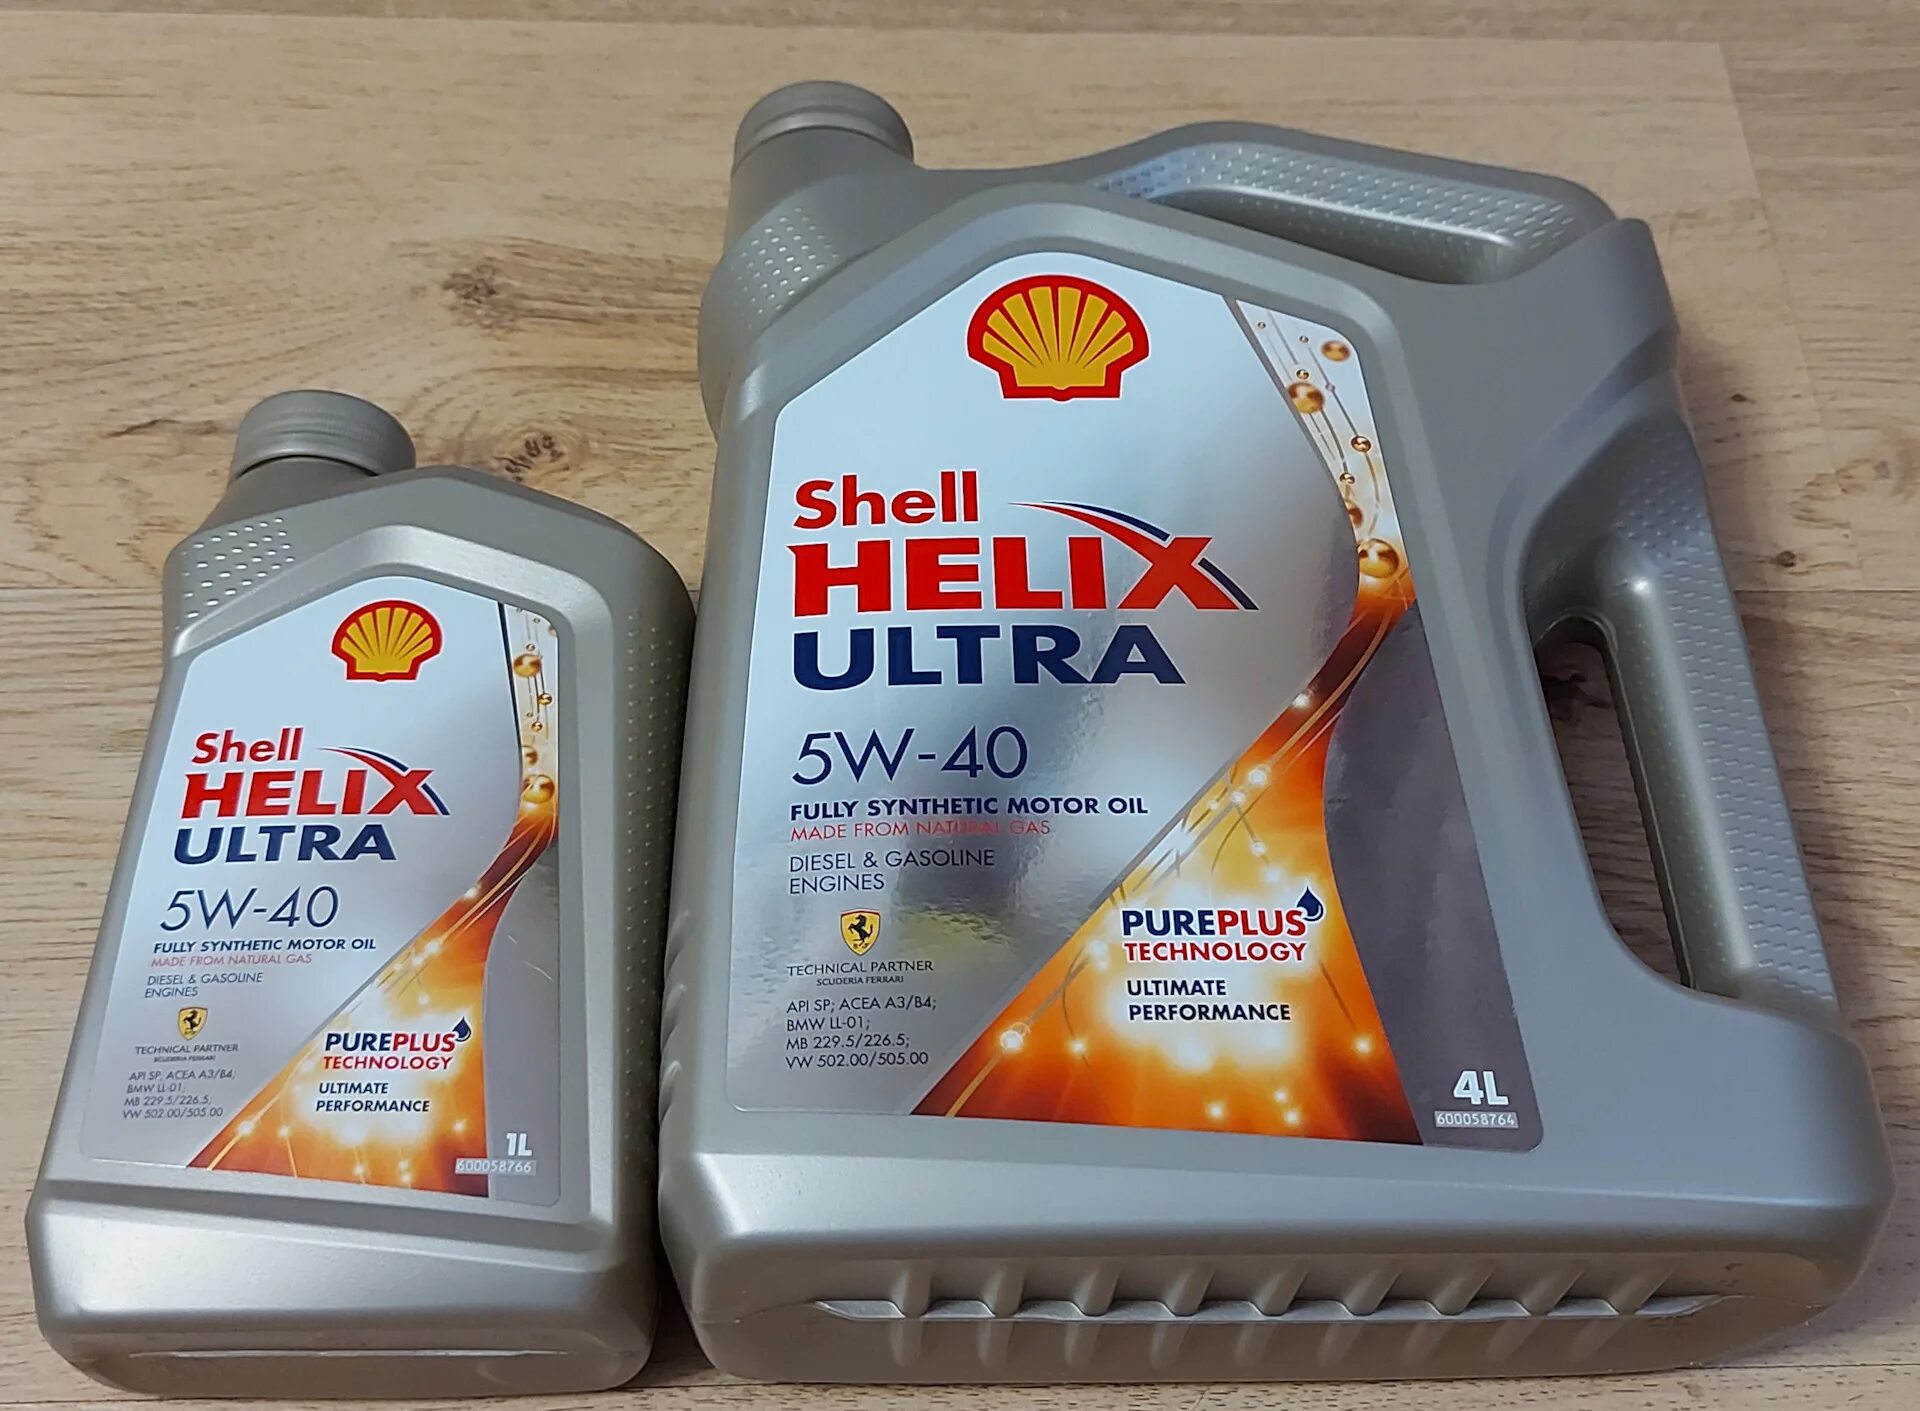 Shell
HELIX
ULTRA
5W-40
FULLY SYNTHETIC MOTOR OIL
MADE FROM NATURAL GAS
DIESEL & GASOLINE
ENGINES
TECHNICAL PARTNER
SCUDERIA FERRARI
API SP; ACEA A3/B4;
BMW LL-01;
MB 229.5/226.5;
VW 502.00/505.00
PUREPLUS
TECHNOLOGY
ULTIMATE
PERFORMANCE
1L
600058766
Shell
HELIX
ULTRA
5W-40
FULLY SYNTHETIC MOTOR OIL
MADE FROM NATURAL GAS
DIESEL & GASOLINE
ENGINES
TECHNICAL PARTNER
SCUDERIA FERRARI
API SP; ACEA A3/B4;
BMW LL-01;
MB 229.5/226.5;
VW 502.00/505.00
PUREPLUS
TECHNOLOGY
ULTIMATE
PERFORMANCE
4L
600058764